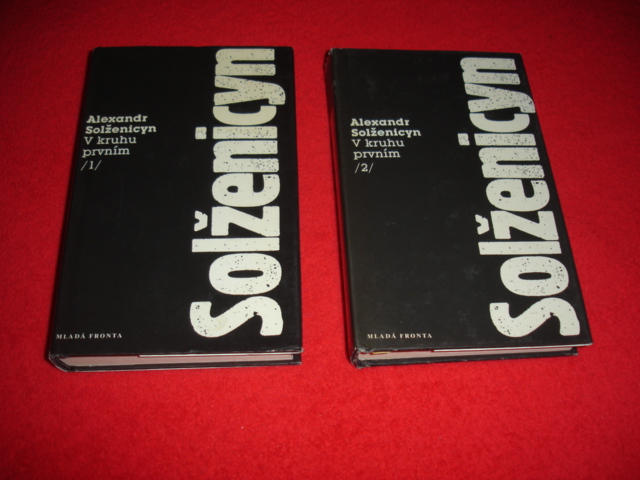 Alexandr
Solženicyn
V kruhu
prvním
/1/
Solženicyn
MLADÁ FRONTA
Alexandr
Solženicyn
V kruhu
prvním
/2/
Solženicyn
MLADÁ FRONTA